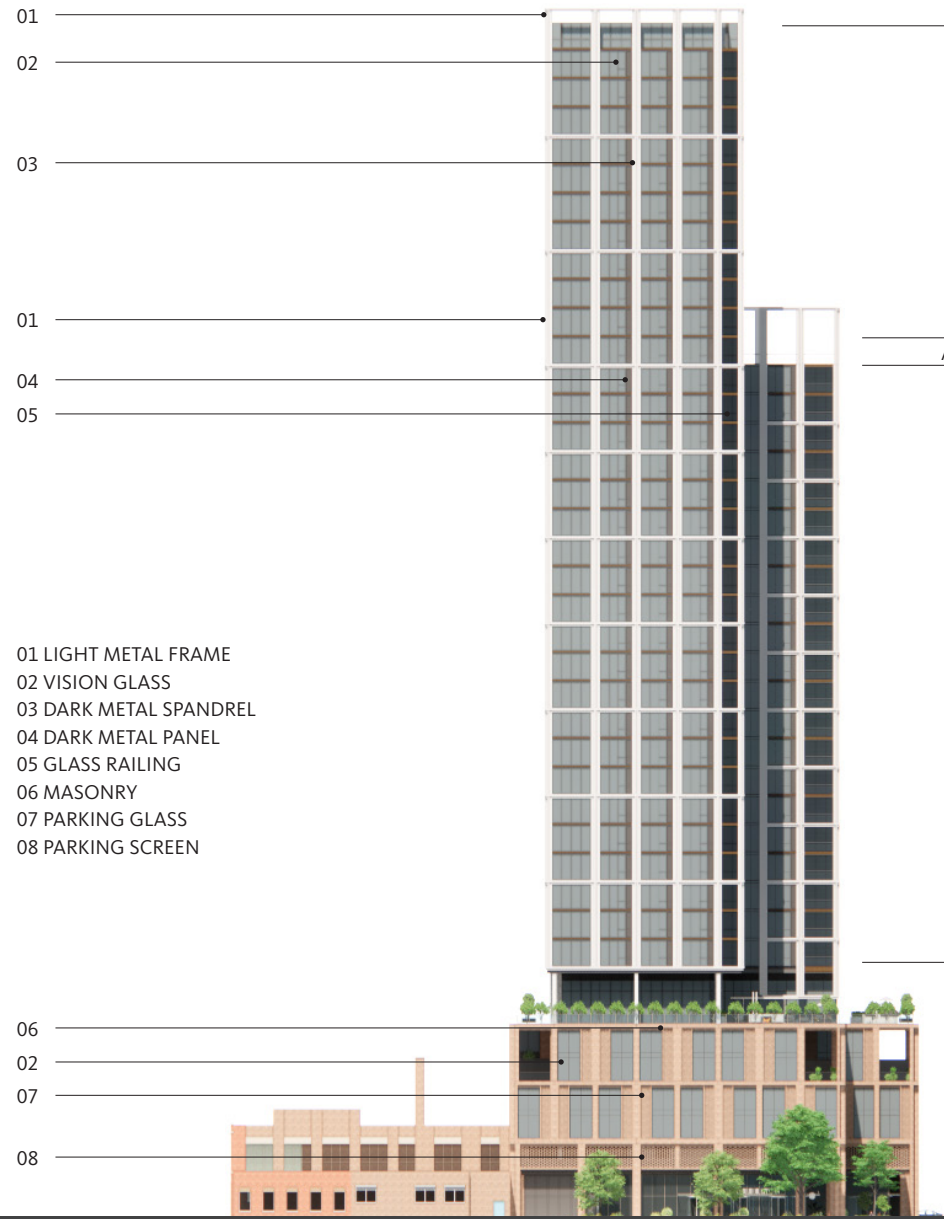 01
02
03
01
04
05
01 LIGHT METAL FRAME
02 VISION GLASS
03 DARK METAL SPANDREL
04 DARK METAL PANEL
05 GLASS RAILING
06 MASONRY
07 PARKING GLASS
08 PARKING SCREEN
06
02
07
08